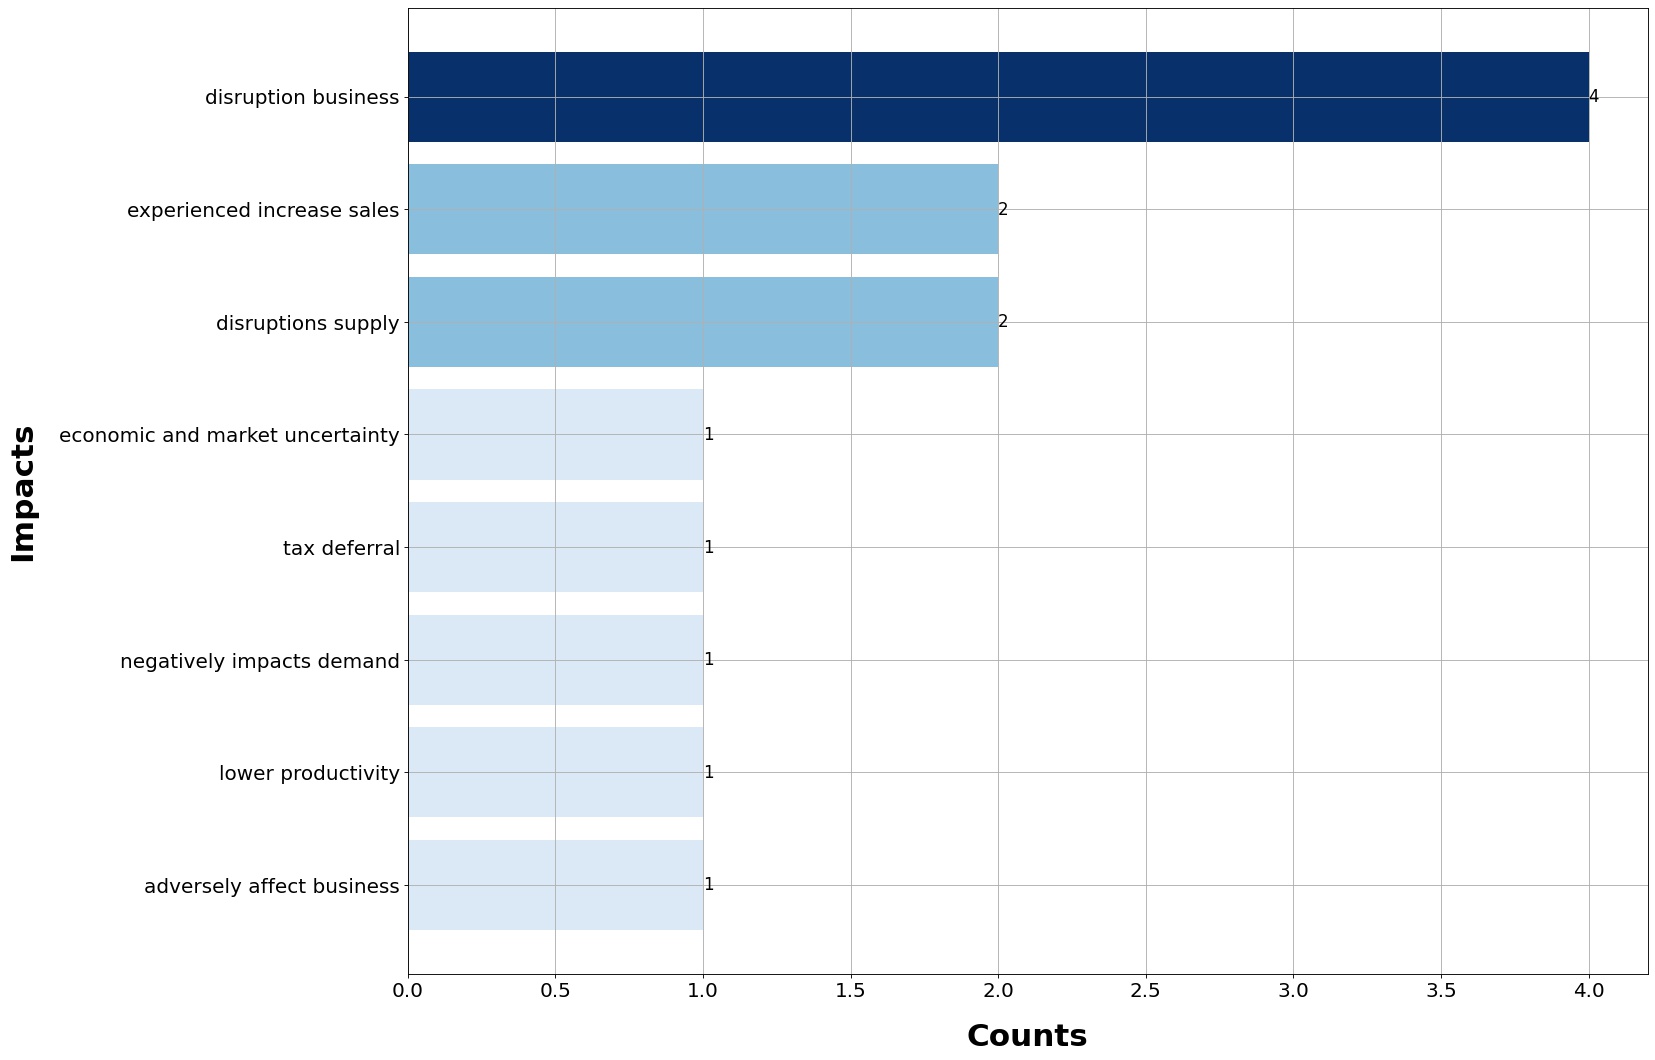 disruption business
4
experienced increase sales
2
disruptions supply
2
economic and market uncertainty
1
tax deferral
1
negatively impacts demand
1
lower productivity
1
adversely affect business
1
Impacts
0.0 0.5 1.0 1.5 2.0 2.5 3.0 3.5 4.0
Counts